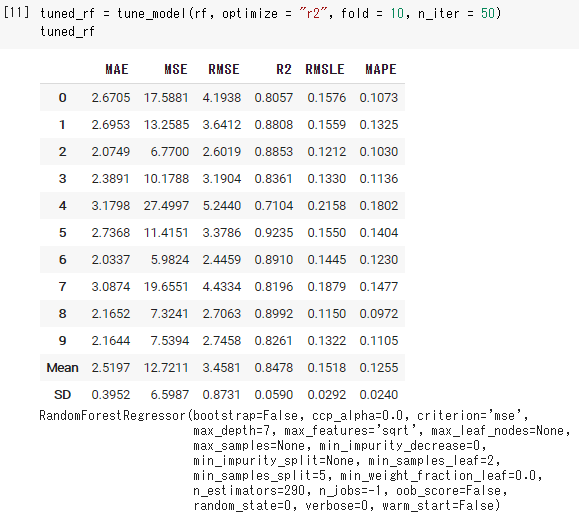 [11] tuned_rf = tune_model(rf, optimize = "r2", fold = 10, n_iter = 50)
tuned_rf
MAE MSE RMSE R2 RMSLE MAPE
0 2.6705 17.5881 4.1938 0.8057 0.1576 0.1073
1 2.6953 13.2585 3.6412 0.8808 0.1559 0.1325
2 2.0749 6.7700 2.6019 0.8853 0.1212 0.1030
3 2.3891 10.1788 3.1904 0.8361 0.1330 0.1136
4 3.1798 27.4997 5.2440 0.7104 0.2158 0.1802
5 2.7368 11.4151 3.3786 0.9235 0.1550 0.1404
6 2.0337 5.9824 2.4459 0.8910 0.1445 0.1230
7 3.0874 19.6551 4.4334 0.8196 0.1879 0.1477
8 2.1652 7.3241 2.7063 0.8992 0.1150 0.0972
9 2.1644 7.5394 2.7458 0.8261 0.1322 0.1105
Mean 2.5197 12.7211 3.4581 0.8478 0.1518 0.1255
SD 0.3952 6.5987 0.8731 0.0590 0.0292 0.0240
RandomForestRegressor(bootstrap=False, ccp_alpha=0.0, criterion='mse',
max_depth=7, max_features='sqrt', max_leaf_nodes=None,
max_samples=None, min_impurity_decrease=0,
min_impurity_split=None, min_samples_leaf=2,
min_samples_split=5, min_weight_fraction_leaf=0.0,
n_estimators=290, n_jobs=-1, oob_score=False,
random_state=0, verbose=0, warm_start=False)